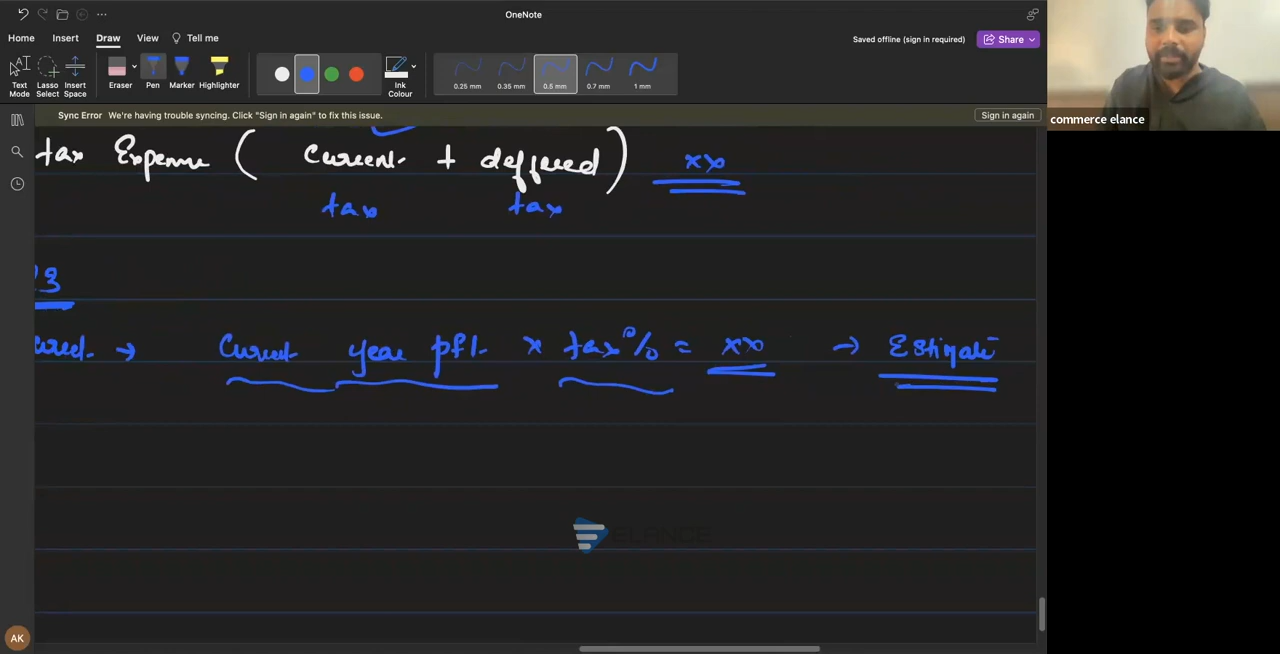 OneNote
Home Insert Draw View Tell me
Saved offline (sign in required) Share
Text Mode Lasso Select Insert Space Eraser Pen Marker Highlighter Ink Colour 0.25 mm 0.35 mm 0.5 mm 0.7 mm 1 mm
commerce elance
Sync Error We're having trouble syncing. Click "Sign in again" to fix this issue. Sign in again
tax Expense ( Current + deffered ) xx
tax tax
Current year pft. x tax% = xx → Estimate
ELANCE
AK